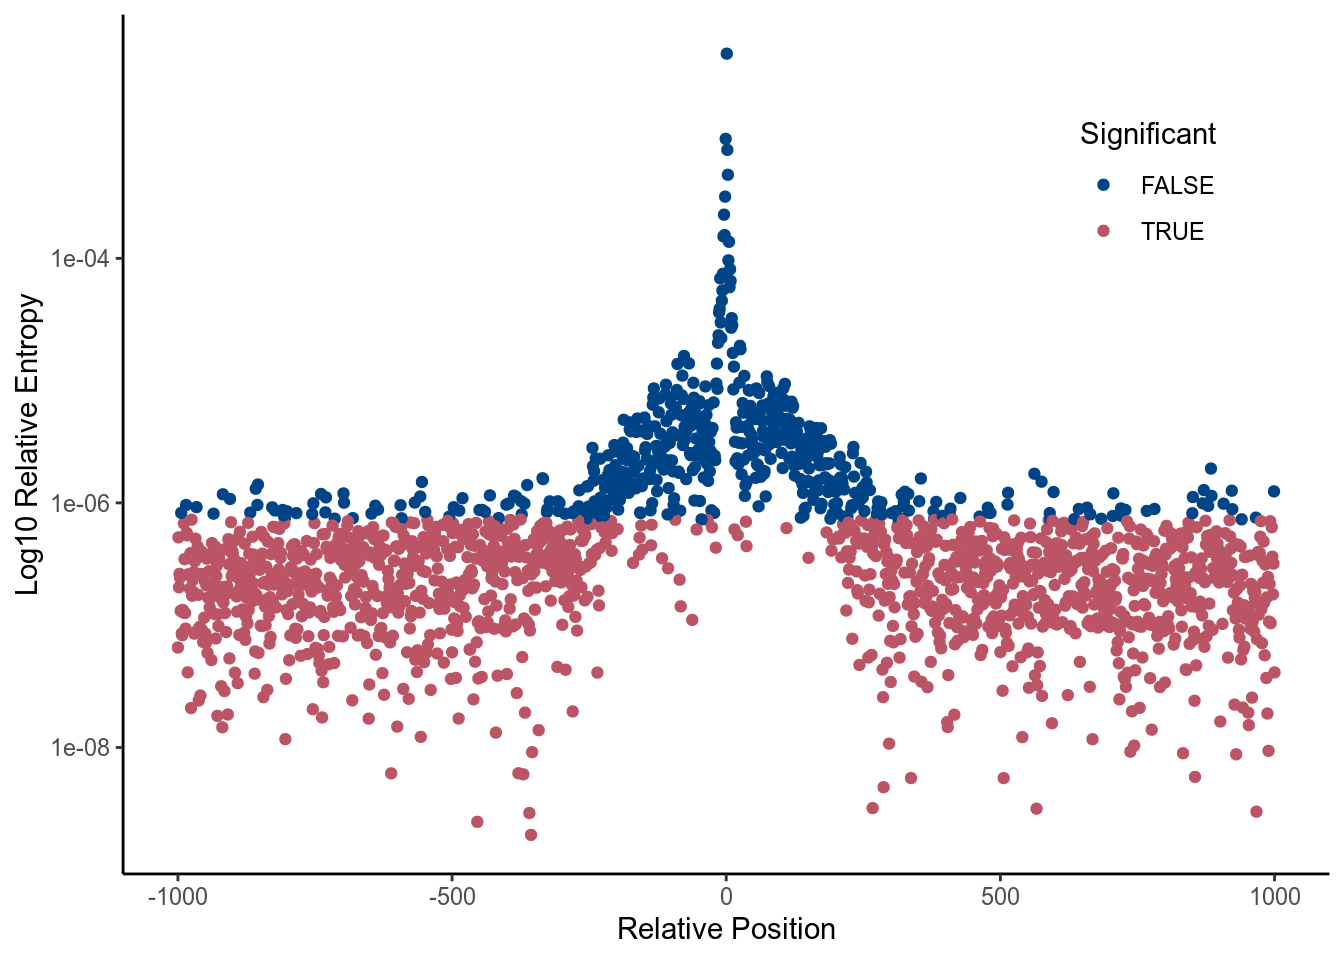 Significant
FALSE
TRUE
Log10 Relative Entropy
1e-04
1e-06
1e-08
-1000
-500
0
500
1000
Relative Position